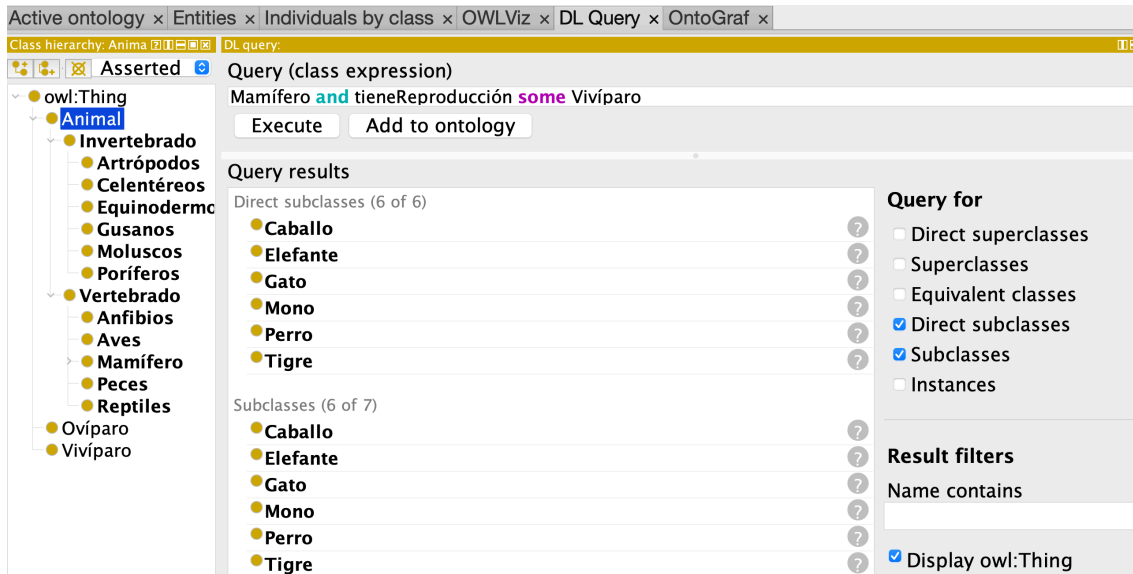 Active ontology × Entities × Individuals by class × OWLViz × DL Query × OntoGraf ×
Class hierarchy: Anima
DL query:
Asserted
owl:Thing
Animal
Invertebrado
Artrópodos
Celentéreos
Equinodermo
Gusanos
Moluscos
Poríferos
Vertebrado
Anfibios
Aves
Mamífero
Peces
Reptiles
Ovíparo
Vivíparo
Query (class expression)
Mamífero and tieneReproducción some Vivíparo
Execute
Add to ontology
Query results
Direct subclasses (6 of 6)
Caballo
Elefante
Gato
Mono
Perro
Tigre
Subclasses (6 of 7)
Caballo
Elefante
Gato
Mono
Perro
Tigre
Query for
Direct superclasses
Superclasses
Equivalent classes
Direct subclasses
Subclasses
Instances
Result filters
Name contains
Display owl:Thing